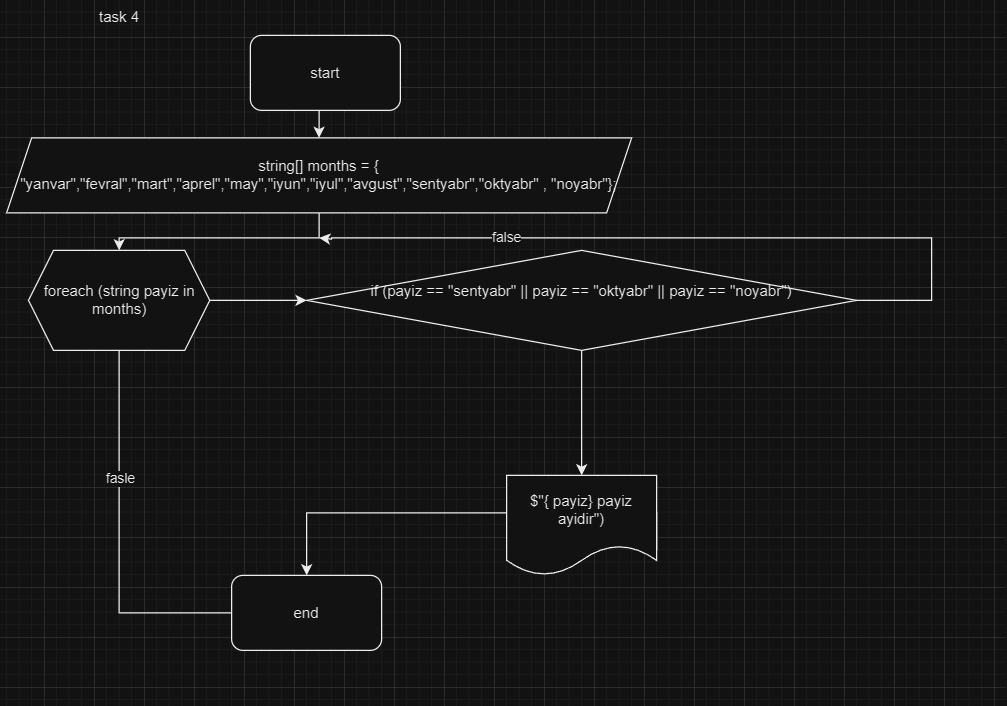 task 4
start
string[] months = {
"yanvar","fevral","mart","aprel","may","iyun","iyul","avgust","sentyabr","oktyabr" , "noyabr"};
false
foreach (string payiz in
months)
if (payiz == "sentyabr" || payiz == "oktyabr" || payiz == "noyabr")
fasle
$"{ payiz} payiz
ayidir")
end